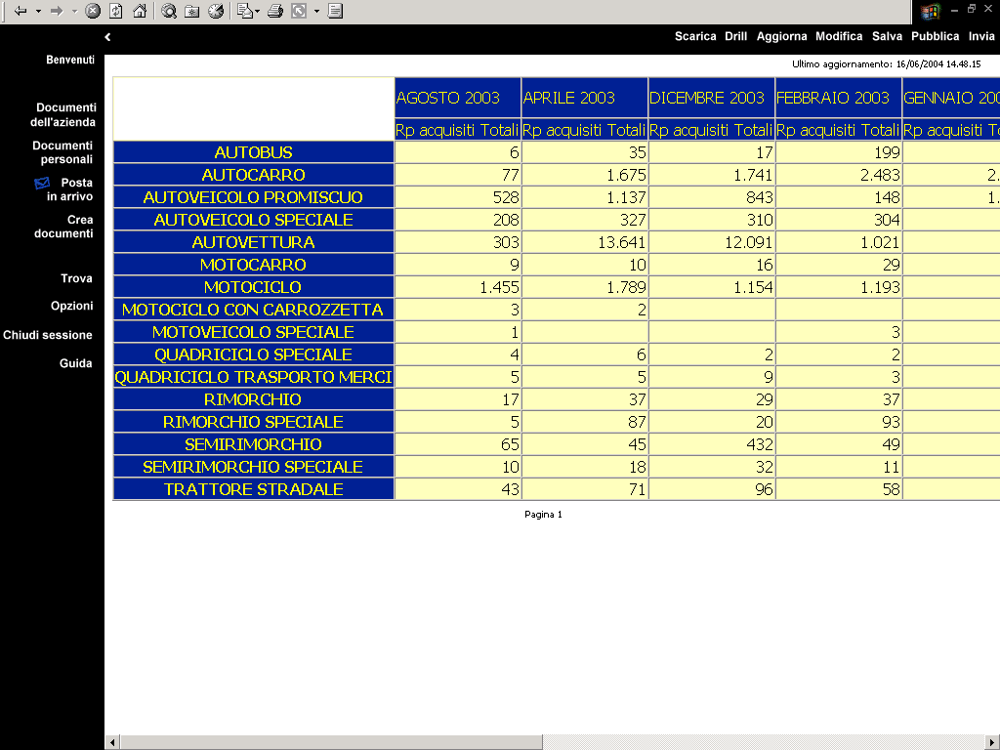 Scarica Drill Aggiorna Modifica Salva Pubblica Invia
Benvenuti
Documenti
dell'azienda
Documenti
personali
Posta
in arrivo
Crea
documenti
Trova
Opzioni
Chiudi sessione
Guida
Ultimo aggiornamento: 16/06/2004 14.48.15
AGOSTO 2003 APRILE 2003 DICEMBRE 2003 FEBBRAIO 2003 GENNAIO 200
Rp acquisiti Totali Rp acquisiti Totali Rp acquisiti Totali Rp acquisiti Totali Rp acquisiti To
AUTOBUS 6 35 17 199
AUTOCARRO 77 1.675 1.741 2.483 2.
AUTOVEICOLO PROMISCUO 528 1.137 843 148 1.
AUTOVEICOLO SPECIALE 208 327 310 304
AUTOVETTURA 303 13.641 12.091 1.021
MOTOCARRO 9 10 16 29
MOTOCICLO 1.455 1.789 1.154 1.193
MOTOCICLO CON CARROZZETTA 3 2
MOTOVEICOLO SPECIALE 1 3
QUADRICICLO SPECIALE 4 6 2 2
QUADRICICLO TRASPORTO MERCI 5 5 9 3
RIMORCHIO 17 37 29 37
RIMORCHIO SPECIALE 5 87 20 93
SEMIRIMORCHIO 65 45 432 49
SEMIRIMORCHIO SPECIALE 10 18 32 11
TRATTORE STRADALE 43 71 96 58
Pagina 1